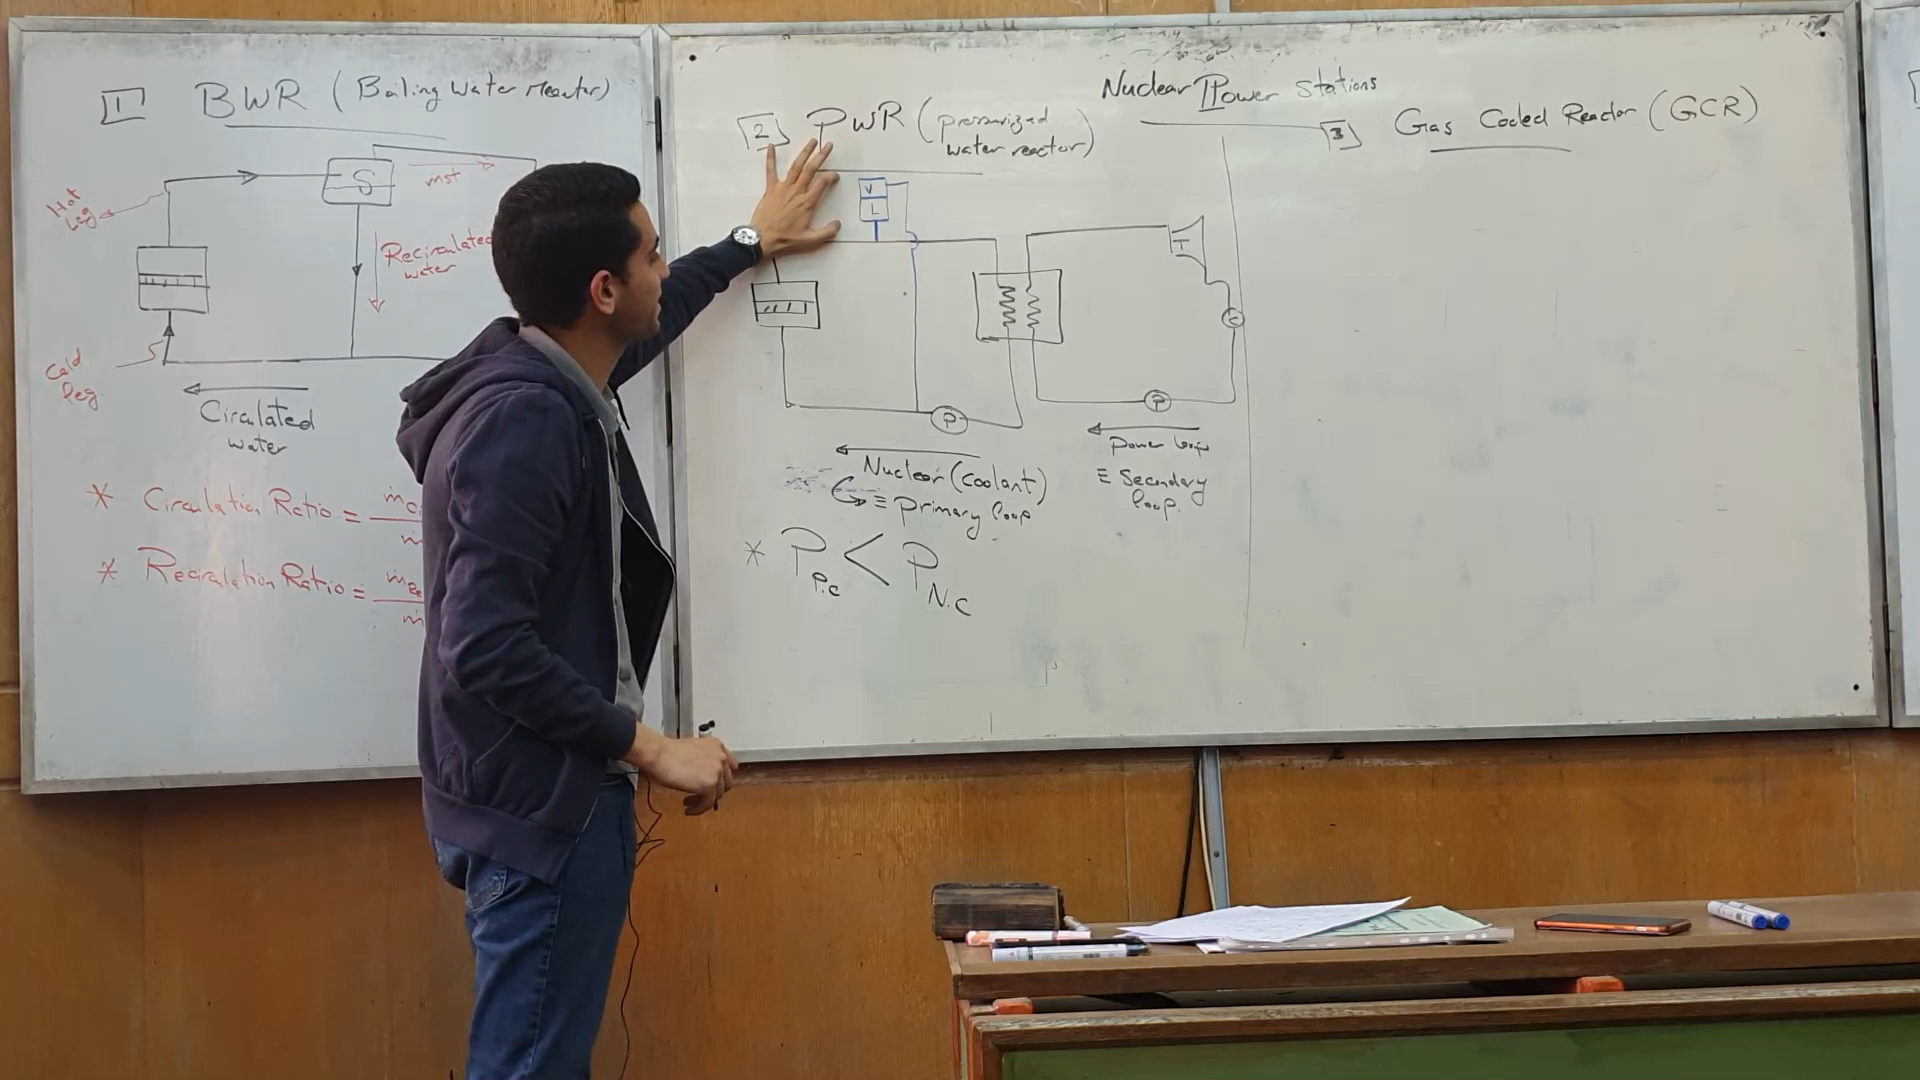 Nuclear Power Stations
1 BWR (Boiling Water reactor)
Hot
Leg
S
mst
Recirculated
water
Cold
Leg
Circulated
water
* Circulation Ratio =
* Recirculation Ratio =
2 PWR (pressurized
water reactor)
V
L
T
C
P
P
Nuclear (coolant)
≡ primary loop
Power loop
≡ Secondary
loop.
* P P.C < P N.C
3 Gas Cooled Reactor (GCR)